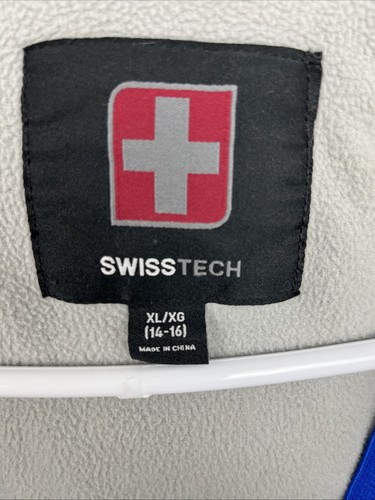 SWISSTECH
XL/XG
(14-16)
MADE IN CHINA